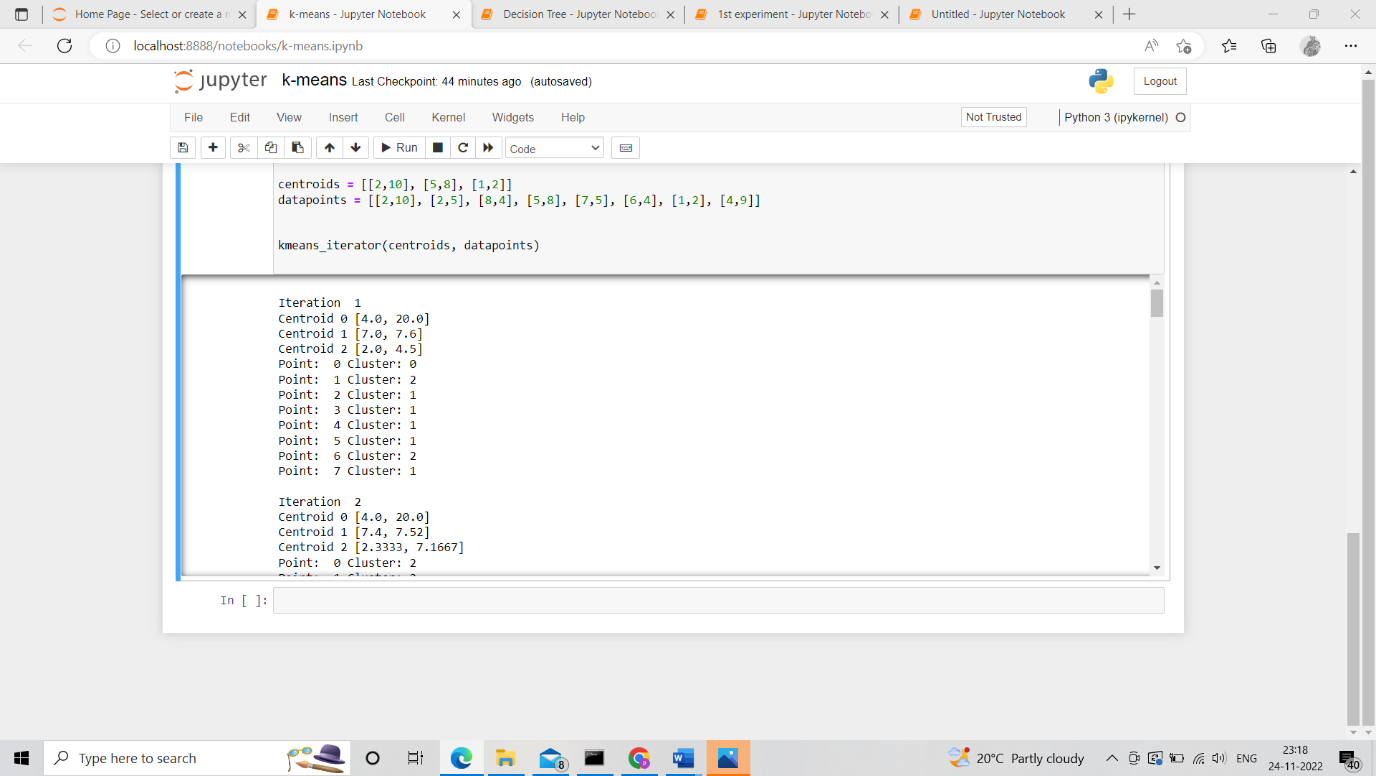 Home Page - Select or create a n
k-means - Jupyter Notebook
Decision Tree - Jupyter Notebook
1st experiment - Jupyter Notebo
Untitled - Jupyter Notebook
localhost:8888/notebooks/k-means.ipynb
jupyter k-means Last Checkpoint: 44 minutes ago (autosaved)
Logout
File Edit View Insert Cell Kernel Widgets Help
Not Trusted
Python 3 (ipykernel)
Run
Code
centroids = [[2,10], [5,8], [1,2]]
datapoints = [[2,10], [2,5], [8,4], [5,8], [7,5], [6,4], [1,2], [4,9]]
kmeans_iterator(centroids, datapoints)
Iteration  1
Centroid 0 [4.0, 20.0]
Centroid 1 [7.0, 7.6]
Centroid 2 [2.0, 4.5]
Point:  0 Cluster: 0
Point:  1 Cluster: 2
Point:  2 Cluster: 1
Point:  3 Cluster: 1
Point:  4 Cluster: 1
Point:  5 Cluster: 1
Point:  6 Cluster: 2
Point:  7 Cluster: 1
Iteration  2
Centroid 0 [4.0, 20.0]
Centroid 1 [7.4, 7.52]
Centroid 2 [2.3333, 7.1667]
Point:  0 Cluster: 2
In [ ]:
Type here to search
8
20°C Partly cloudy
ENG
23:18
24-11-2022
40